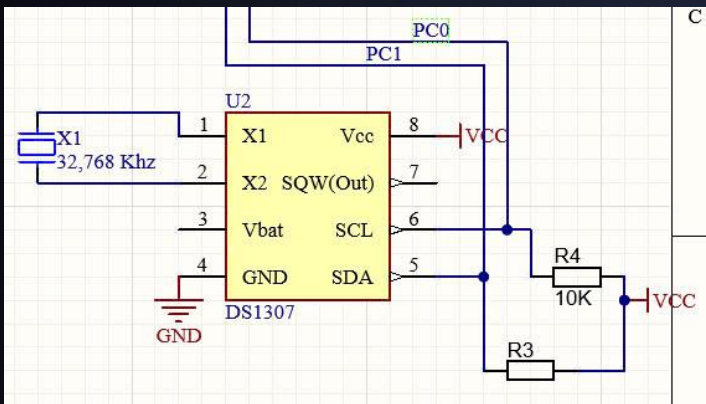 C
PC0
PC1
U2
X1
32,768 Khz
1 X1 Vcc 8 VCC
2 X2 SQW(Out) 7
3 Vbat SCL 6
4 GND SDA 5
GND
DS1307
R4
10K
VCC
R3